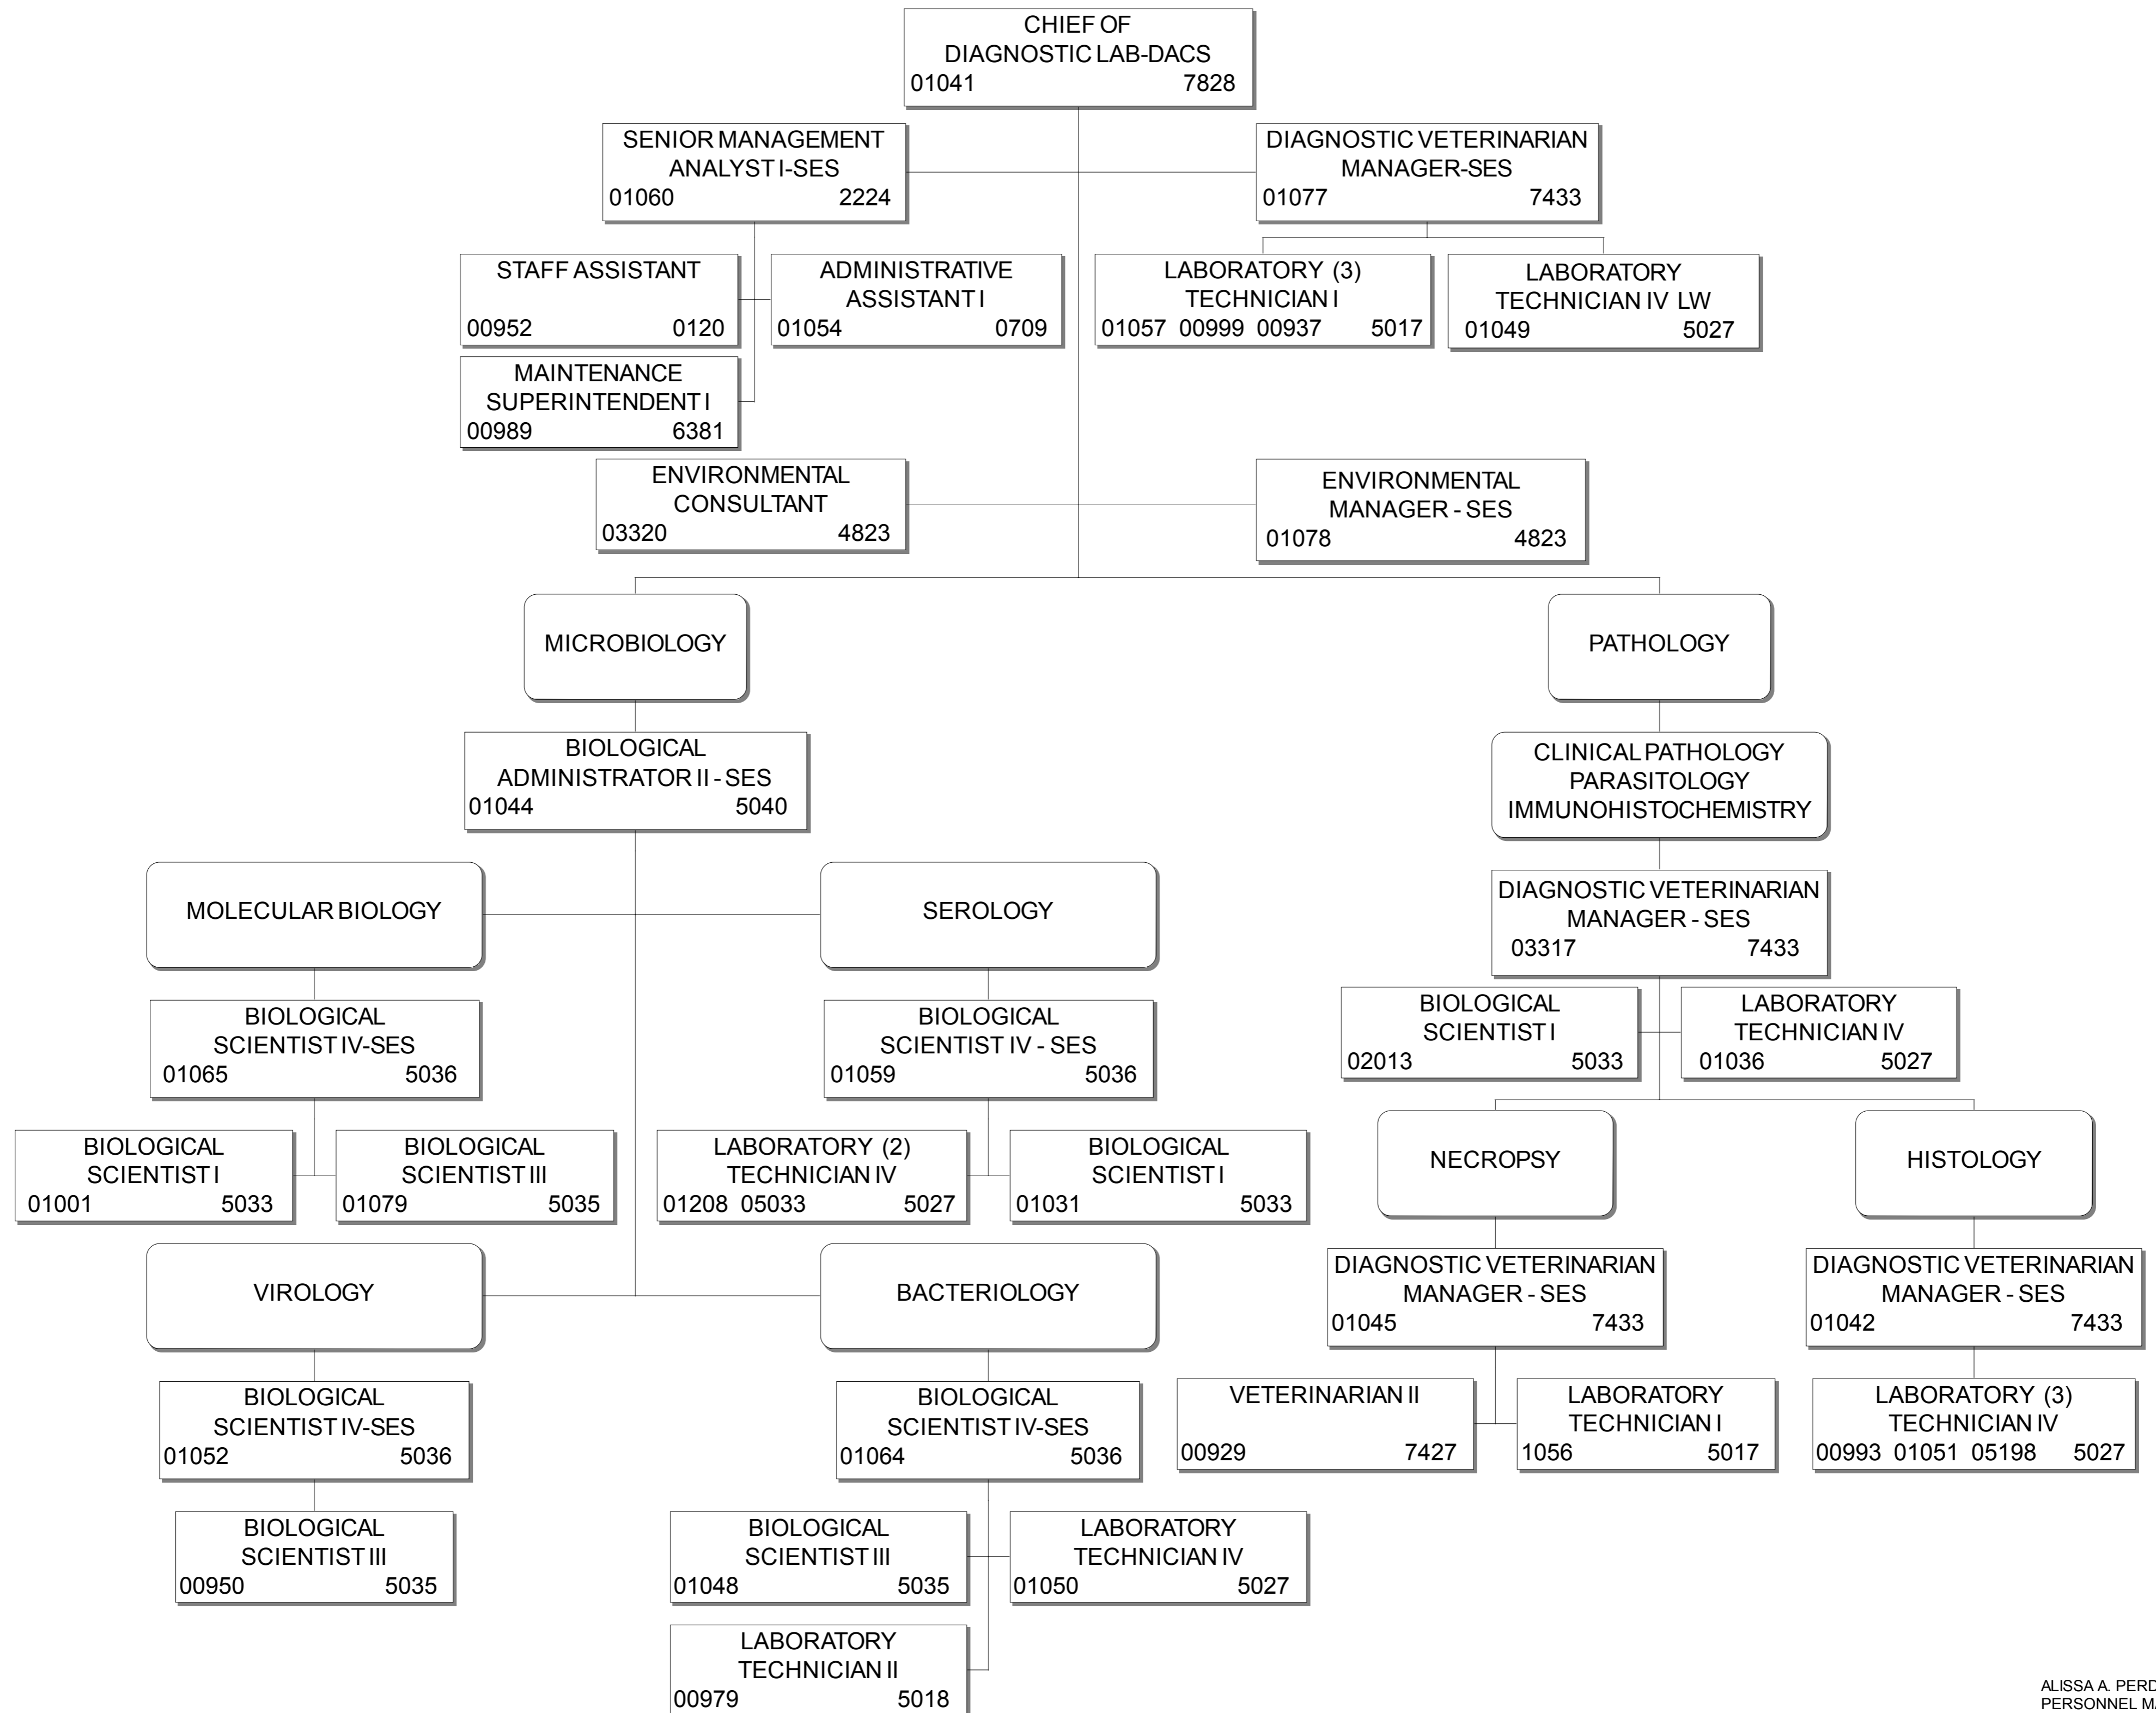 CHIEF OF
DIAGNOSTIC LAB-DACS
01041 7828
SENIOR MANAGEMENT
ANALYST I-SES
01060 2224
DIAGNOSTIC VETERINARIAN
MANAGER-SES
01077 7433
STAFF ASSISTANT
00952 0120
ADMINISTRATIVE
ASSISTANT I
01054 0709
LABORATORY (3)
TECHNICIAN I
01057 00999 00937 5017
LABORATORY
TECHNICIAN IV LW
01049 5027
MAINTENANCE
SUPERINTENDENT I
00989 6381
ENVIRONMENTAL
CONSULTANT
03320 4823
ENVIRONMENTAL
MANAGER - SES
01078 4823
MICROBIOLOGY
PATHOLOGY
BIOLOGICAL
ADMINISTRATOR II - SES
01044 5040
CLINICAL PATHOLOGY
PARASITOLOGY
IMMUNOHISTOCHEMISTRY
MOLECULAR BIOLOGY
SEROLOGY
DIAGNOSTIC VETERINARIAN
MANAGER - SES
03317 7433
BIOLOGICAL
SCIENTIST IV-SES
01065 5036
BIOLOGICAL
SCIENTIST IV - SES
01059 5036
BIOLOGICAL
SCIENTIST I
02013 5033
LABORATORY
TECHNICIAN IV
01036 5027
BIOLOGICAL
SCIENTIST I
01001 5033
BIOLOGICAL
SCIENTIST III
01079 5035
LABORATORY (2)
TECHNICIAN IV
01208 05033 5027
BIOLOGICAL
SCIENTIST I
01031 5033
NECROPSY
HISTOLOGY
VIROLOGY
BACTERIOLOGY
DIAGNOSTIC VETERINARIAN
MANAGER - SES
01045 7433
DIAGNOSTIC VETERINARIAN
MANAGER - SES
01042 7433
BIOLOGICAL
SCIENTIST IV-SES
01052 5036
BIOLOGICAL
SCIENTIST IV-SES
01064 5036
VETERINARIAN II
00929 7427
LABORATORY
TECHNICIAN I
1056 5017
LABORATORY (3)
TECHNICIAN IV
00993 01051 05198 5027
BIOLOGICAL
SCIENTIST III
00950 5035
BIOLOGICAL
SCIENTIST III
01048 5035
LABORATORY
TECHNICIAN IV
01050 5027
LABORATORY
TECHNICIAN II
00979 5018
ALISSA A.
PERSONNEL